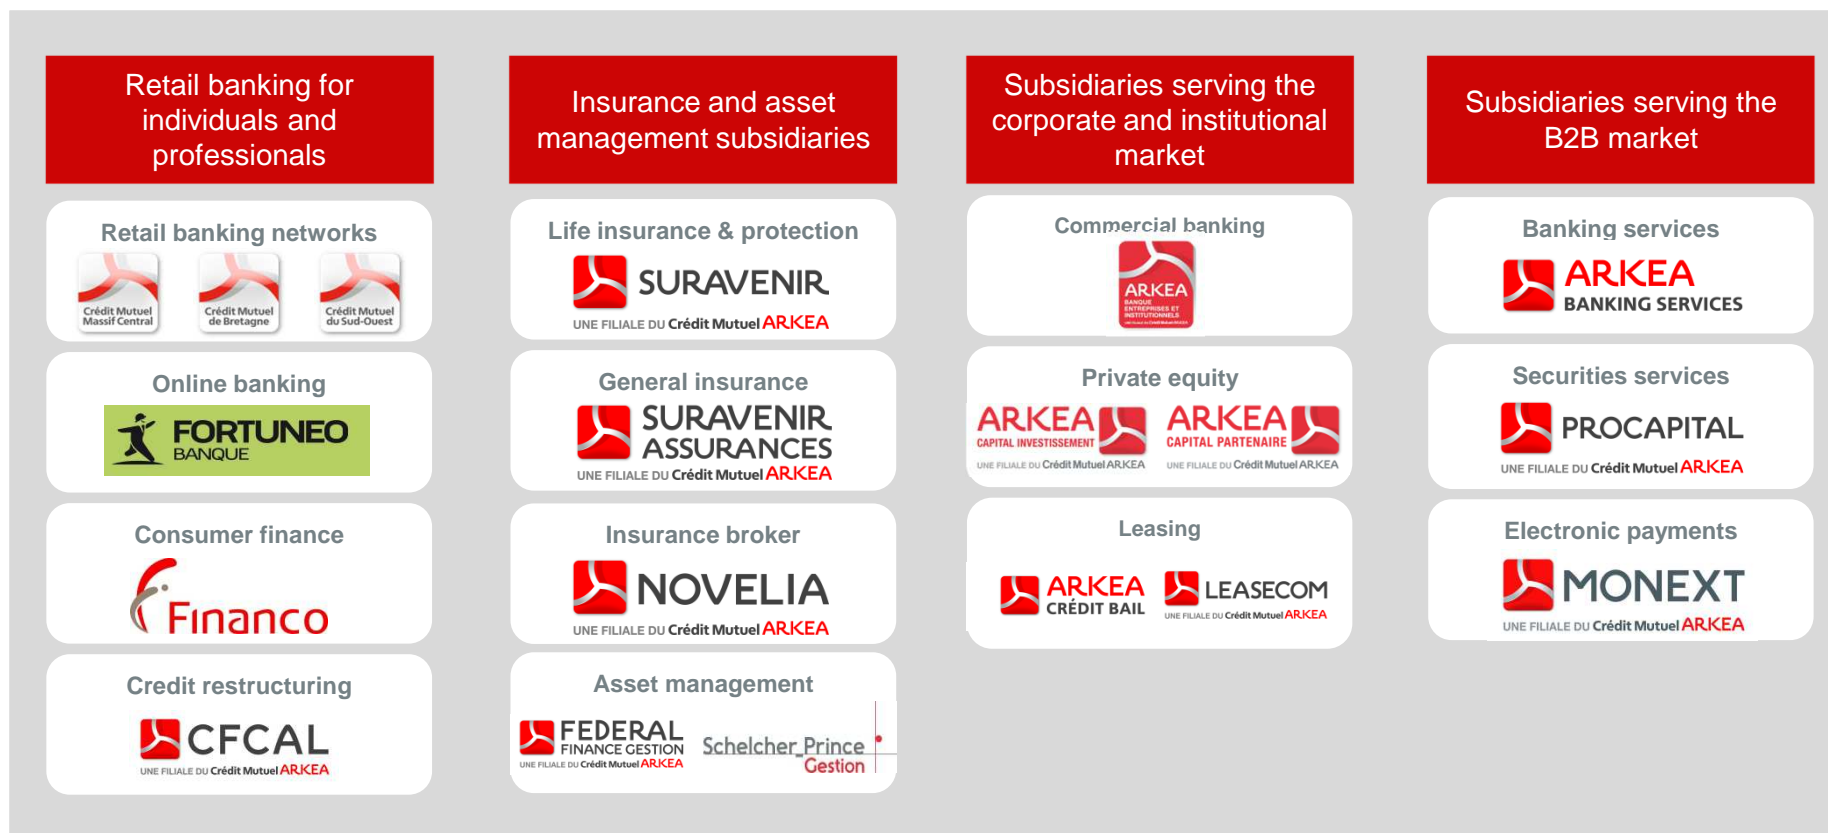 Retail banking for
individuals and
professionals
Retail banking networks
Crédit Mutuel
Massif Central
Crédit Mutuel
de Bretagne
Crédit Mutuel
du Sud-Ouest
Online banking
FORTUNEO
BANQUE
Consumer finance
Financo
Credit restructuring
CFCAL
UNE FILIALE DU Crédit Mutuel ARKEA
Insurance and asset
management subsidiaries
Life insurance & protection
SURAVENIR
UNE FILIALE DU Crédit Mutuel ARKEA
General insurance
SURAVENIR
ASSURANCES
UNE FILIALE DU Crédit Mutuel ARKEA
Insurance broker
NOVELIA
UNE FILIALE DU Crédit Mutuel ARKEA
Asset management
FEDERAL
FINANCE GESTION
UNE FILIALE DU Crédit Mutuel ARKEA
Schelcher_Prince
Gestion
Subsidiaries serving the
corporate and institutional
market
Commercial banking
ARKEA
BANQUE
ENTREPRISES ET
INSTITUTIONNELS
Private equity
ARKEA
CAPITAL INVESTISSEMENT
UNE FILIALE DU Crédit Mutuel ARKEA
ARKEA
CAPITAL PARTENAIRE
UNE FILIALE DU Crédit Mutuel ARKEA
Leasing
ARKEA
CRÉDIT BAIL
LEASECOM
UNE FILIALE DU Crédit Mutuel ARKEA
Subsidiaries serving the
B2B market
Banking services
ARKEA
BANKING SERVICES
Securities services
PROCAPITAL
UNE FILIALE DU Crédit Mutuel ARKEA
Electronic payments
MONEXT
UNE FILIALE DU Crédit Mutuel ARKEA